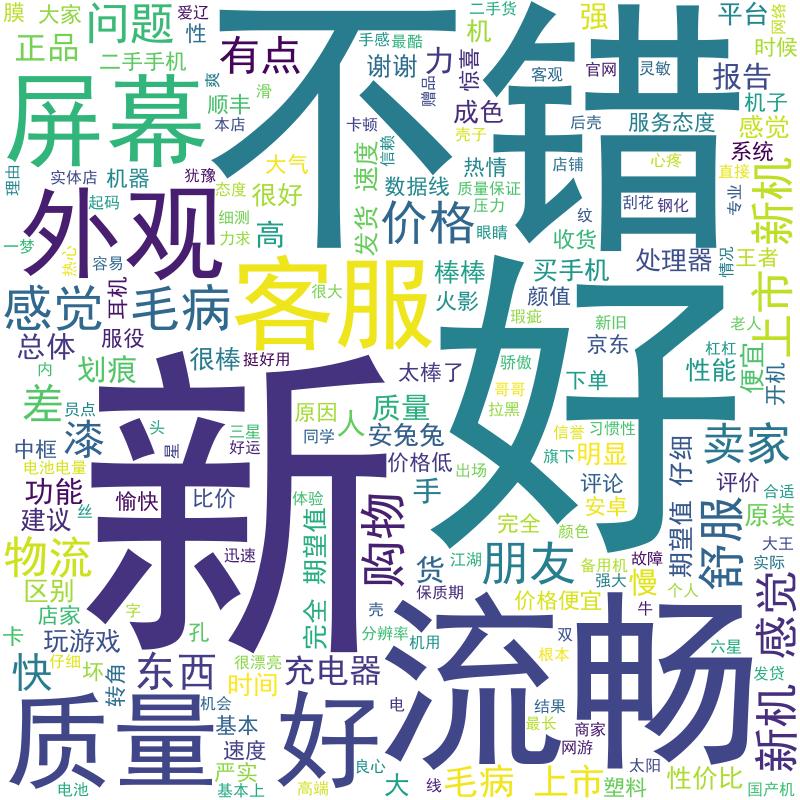 膜
大家
问题
爱辽
性
不错
手感
最酷
二手货
机
强
平台
网络
时候
正品
二手手机
有点
谢谢
力
惊喜
赠品
客观
官网
灵敏
报告
机子
感觉
屏幕
顺丰
爽
滑
本店
卡顿
信赖
成色
壳子
后壳
服务态度
系统
理由
实体店
机器
犹豫
大气
速度
热情
店铺
心疼
直接
外观
起码
态度
很好
细测
力求
高
发货
数据线
价格
质量保证
压力
眼睛
纹
刮花
钢化
专业
新机
收货
一梦
热心
容易
耳机
客服
棒棒
火影
买手机
颜值
处理器
情况
王者
上市
感觉
毛病
服役
很大
好
瑕疵
新旧
老人
总体
划痕
很棒
挺好用
太棒了
骄傲
京东
下单
杠杠
性能
便宜
开机
差
内
员点
新
三星
好运
原因
同学
人
质量
哥哥
拉黑
安兔兔
信誉
习惯性
旗下
明显
仔细
卖家
中框
漆
头
星
电池电量
价格低
出场
评论
评价
合适
功能
愉快
比价
体验
期望值
购物
手
安卓
期望值
舒服
原装
建议
丝
完全
颜色
大王
物流
迅速
完全
货
江湖
朋友
备用机
强大
故障
慢
实际
区别
店家
字
壳
保质期
价格便宜
牛
个人
感觉
卡
玩游戏
孔
分辨率
机用
流畅
双
根本
六星
快
仔细
坏
转角
东西
很漂亮
时间
充电器
发贷
质量
机会
基本
速度
好
电
结果
最长
商家
网游
太阳
新机
电池
严实
基本上
高端
良心
大
线
毛病
上市
塑料
性价比
国产机